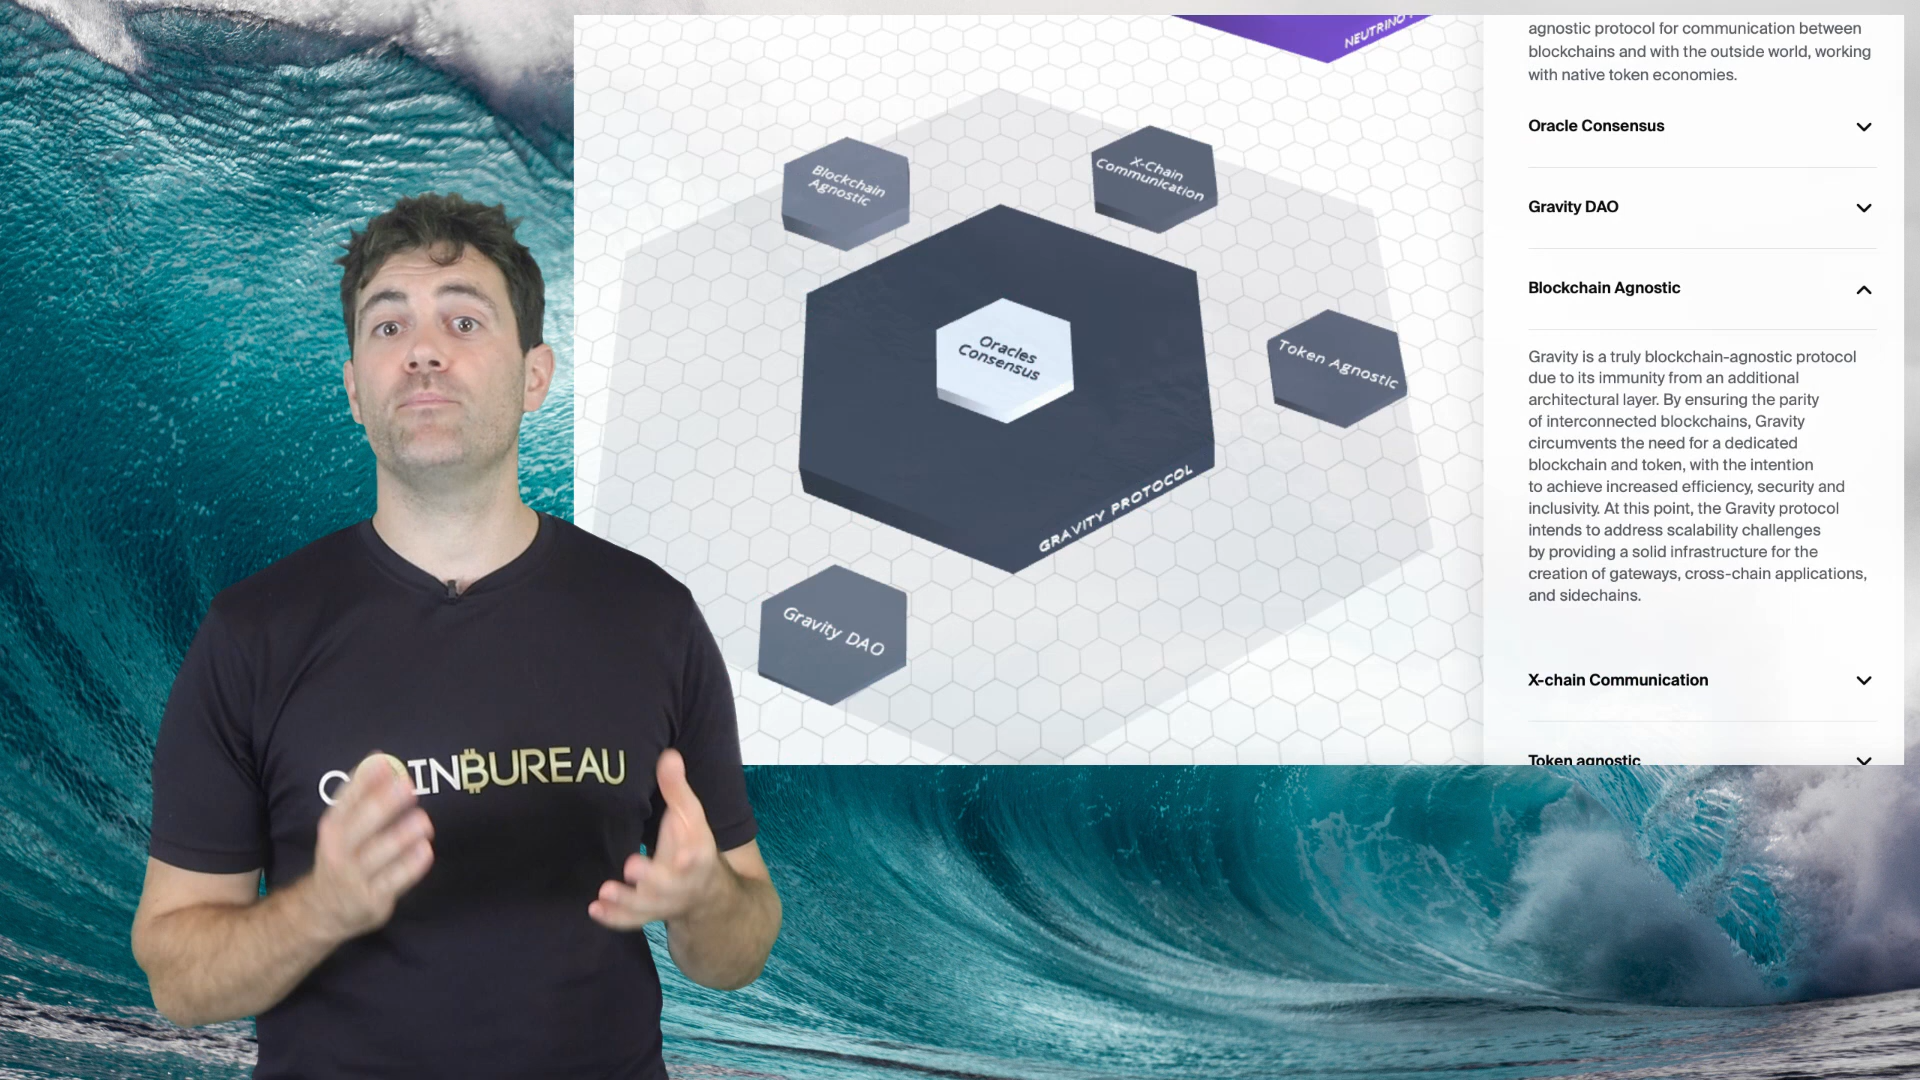 NEUTRINO
agnostic protocol for communication between
blockchains and with the outside world, working
with native token economies.
Oracle Consensus
Gravity DAO
Blockchain Agnostic
Gravity is a truly blockchain-agnostic protocol
due to its immunity from an additional
architectural layer. By ensuring the parity
of interconnected blockchains, Gravity
circumvents the need for a dedicated
blockchain and token, with the intention
to achieve increased efficiency, security and
inclusivity. At this point, the Gravity protocol
intends to address scalability challenges
by providing a solid infrastructure for the
creation of gateways, cross-chain applications,
and sidechains.
X-chain Communication
Token agnostic
Blockchain
Agnostic
X-Chain
Communication
Oracles
Consensus
Token Agnostic
GRAVITY PROTOCOL
Gravity DAO
COINBUREAU